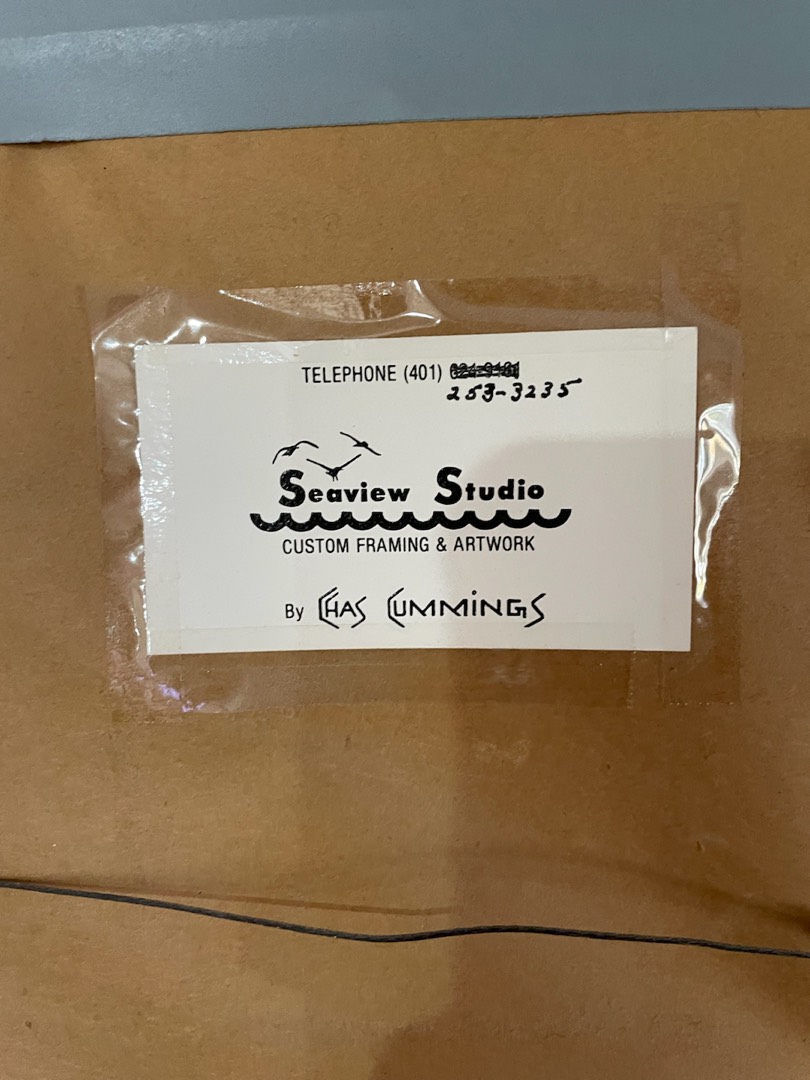 TELEPHONE (401)
253-3235
Seaview Studio
CUSTOM FRAMING & ARTWORK
By CHAS CUMMINGS